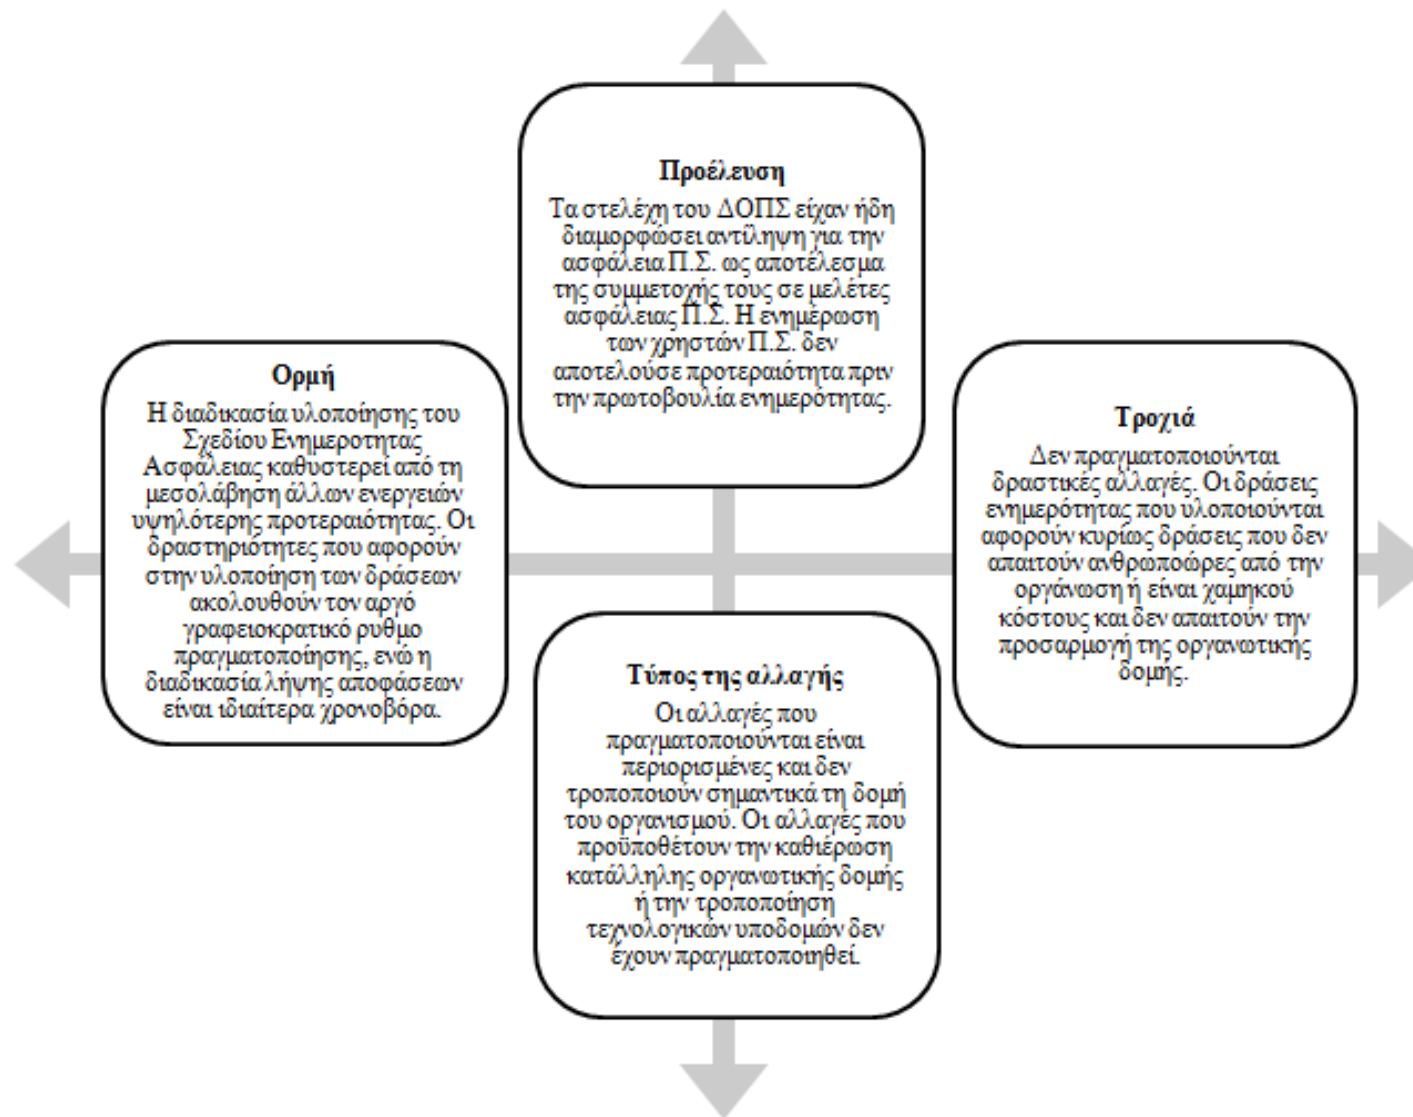 Προέλευση
Τα στελέχη του ΔΟΠΣ είχαν ήδη
διαμορφώσει αντίληψη για την
ασφάλεια Π.Σ. ως αποτέλεσμα
της συμμετοχής τους σε μελέτες
ασφάλειας Π.Σ. Η ενημέρωση
των χρηστών Π.Σ. δεν
αποτελούσε προτεραιότητα πριν
την πρωτοβουλία ενημερότητας.
Ορμή
Η διαδικασία υλοποίησης του
Σχεδίου Ενημεροτητας
Ασφάλειας καθυστερεί από τη
μεσολάβηση άλλων ενεργειών
υψηλότερης προτεραιότητας. Οι
δραστηριότητες που αφορούν
στην υλοποίηση των δράσεων
ακολουθούν τον αργό
γραφειοκρατικό ρυθμο
πραγματοποίησης, ενώ η
διαδικασία λήψης αποφάσεων
είναι ιδιαίτερα χρονοβόρα.
Τροχιά
Δεν πραγματοποιούνται
δραστικές αλλαγές. Οι δράσεις
ενημερότητας που υλοποιούνται
αφορούν κυρίως δράσεις που δεν
απαιτούν ανθρωποώρες από την
οργάνωση ή είναι χαμηκού
κόστους και δεν απαιτούν την
προσαρμογή της οργανωτικής
δομής.
Τύπος της αλλαγής
Οι αλλαγές που
πραγματοποιούνται είναι
περιορισμένες και δεν
τροποποιούν σημαντικά τη δομή
του οργανισμού. Οι αλλαγές που
προϋποθέτουν την καθιέρωση
κατάλληλης οργανωτικής δομής
ή την τροποποίηση
τεχνολογικών υποδομών δεν
έχουν πραγματοποιηθεί.